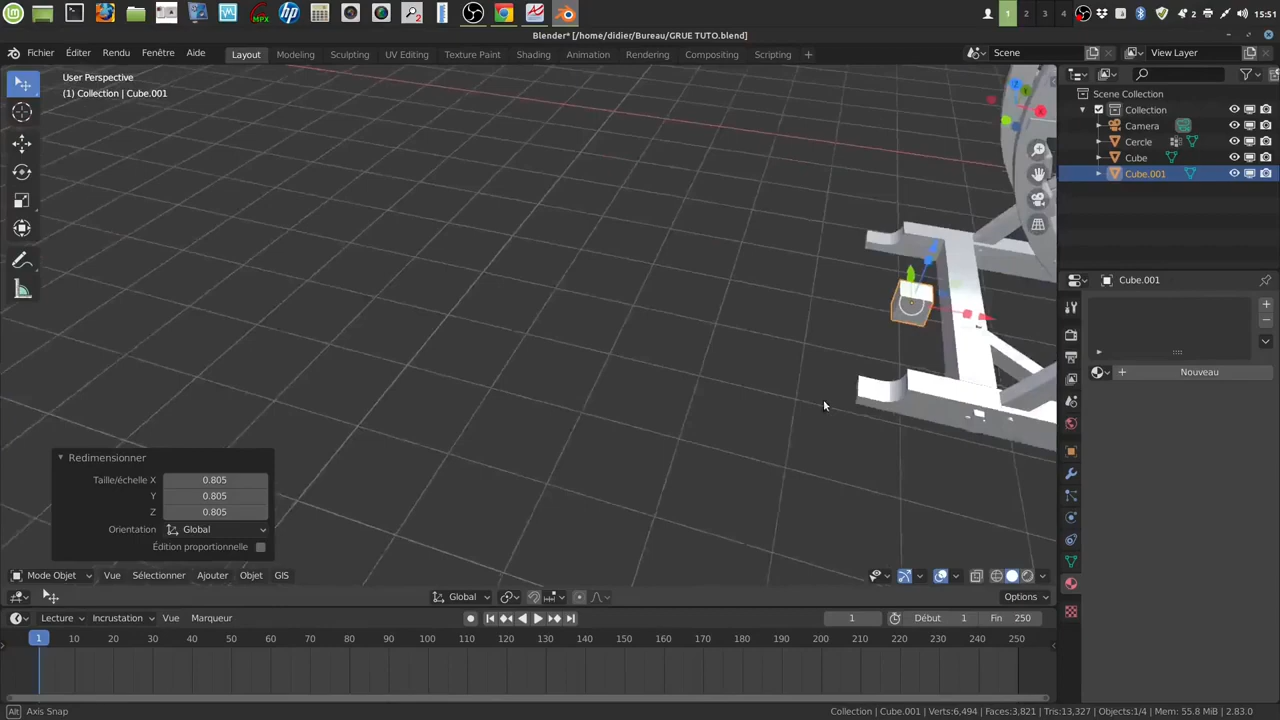 1
2
3
4
15:31
Blender* [/home/didier/Bureau/GRUE TUTO.blend]
Fichier
Éditer
Rendu
Fenêtre
Aide
Layout
Modeling
Sculpting
UV Editing
Texture Paint
Shading
Animation
Compositing
Scripting
+
Scene
View Layer
User Perspective
(1) Collection | Cube.001
Scene Collection
Collection
Camera
Cercle
Cube
Cube.001
Cube.001
Nouveau
Redimensionner
Taille/échelle X
0.805
Y
0.805
Z
0.805
Orientation
Global
Édition proportionnelle
Mode Objet
Vue
Sélectionner
Ajouter
Objet
GIS
Global
Options
Lecture
Incrustation
Vue
Marqueur
1
Début
1
Fin
250
1
10
20
30
40
50
60
70
80
90
100
110
120
130
140
150
160
170
180
190
200
210
220
230
240
250
Alt
Axis Snap
Collection | Cube.001 | Verts:6,494 | Faces:3,821 | Tris:13,327 | Objects:1/4 | Mem: 55.8 MiB | 2.83.0